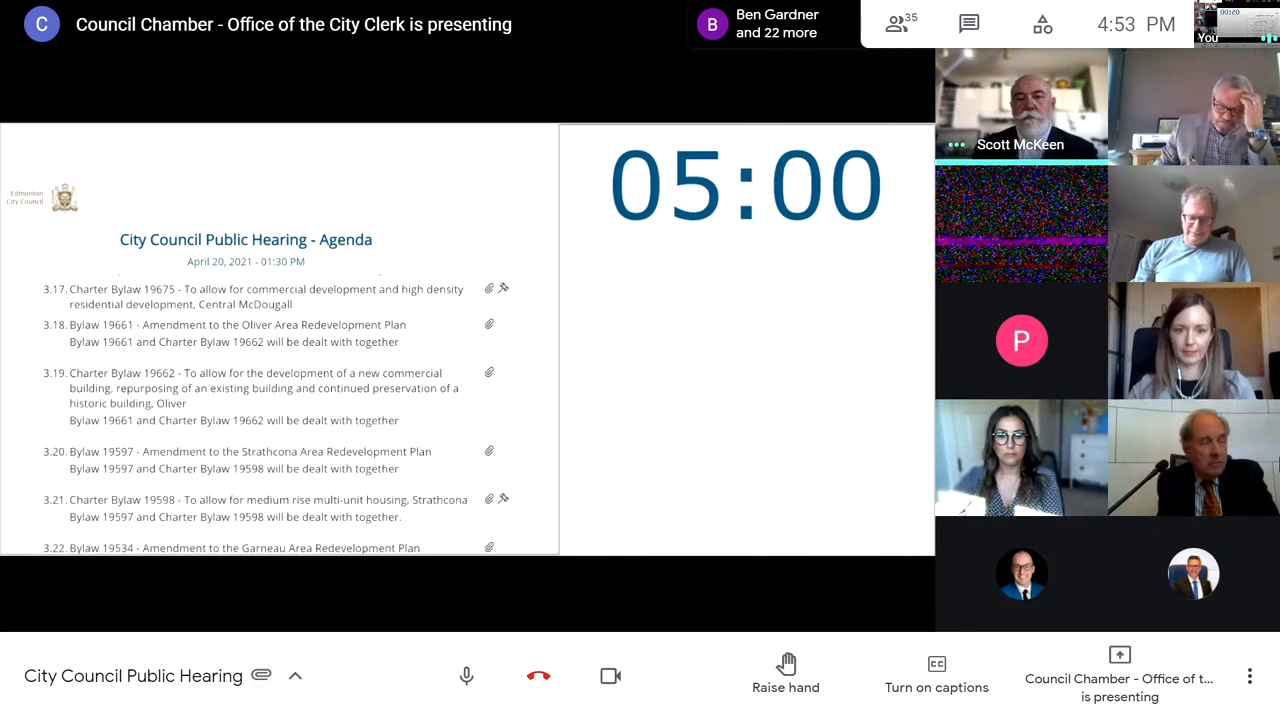 C Council Chamber - Office of the City Clerk is presenting
B Ben Gardner
and 22 more
35
4:53 PM
05:00
You
Scott McKeen
05:00
Edmonton
City Council
City Council Public Hearing - Agenda
April 20, 2021 - 01:30 PM
3.17. Charter Bylaw 19675 - To allow for commercial development and high density
residential development, Central McDougall
3.18. Bylaw 19661 - Amendment to the Oliver Area Redevelopment Plan
Bylaw 19661 and Charter Bylaw 19662 will be dealt with together
3.19. Charter Bylaw 19662 - To allow for the development of a new commercial
building, repurposing of an existing building and continued preservation of a
historic building, Oliver
Bylaw 19661 and Charter Bylaw 19662 will be dealt with together
3.20. Bylaw 19597 - Amendment to the Strathcona Area Redevelopment Plan
Bylaw 19597 and Charter Bylaw 19598 will be dealt with together
3.21. Charter Bylaw 19598 - To allow for medium rise multi-unit housing, Strathcona
Bylaw 19597 and Charter Bylaw 19598 will be dealt with together.
3.22. Bylaw 19534 - Amendment to the Garneau Area Redevelopment Plan
P
City Council Public Hearing
Raise hand
CC
Turn on captions
Council Chamber - Office of t...
is presenting